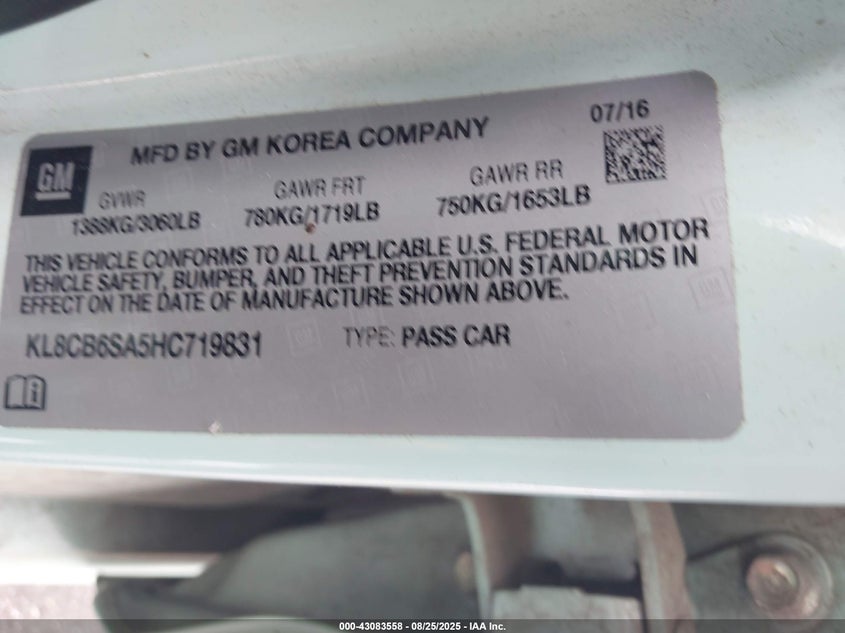 07/16
MFD BY GM KOREA COMPANY
GM
GVWR GAWR FRT GAWR RR
1388KG/3060LB 780KG/1719LB 750KG/1653LB
THIS VEHICLE CONFORMS TO ALL APPLICABLE U.S. FEDERAL MOTOR
VEHICLE SAFETY, BUMPER, AND THEFT PREVENTION STANDARDS IN
EFFECT ON THE DATE OF MANUFACTURE SHOWN ABOVE.
KL8CB6SA5HC719831 TYPE: PASS CAR
000-43083558 - 08/25/2025 - IAA Inc.